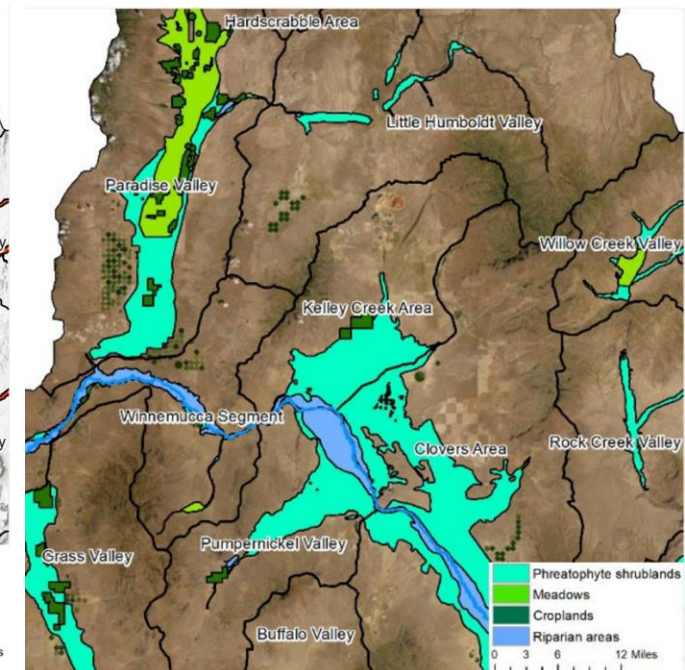 Hardscrabble Area
Little Humboldt Valley
Paradise Valley
Willow Creek Valley
Kelley Creek Area
Winnemucca Segment
Clovers Area
Rock Creek Valley
Pumpernickel Valley
Grass Valley
Buffalo Valley
Phreatophyte shrublands
Meadows
Croplands
Riparian areas
0 3 6 12 Miles
y
y
s